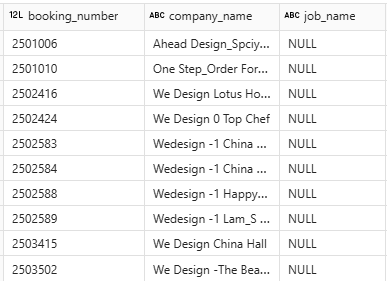 12L booking_number ABC company_name ABC job_name
2501006 Ahead Design_Spciy... NULL
2501010 One Step_Order For... NULL
2502416 We Design Lotus Ho... NULL
2502424 We Design 0 Top Chef NULL
2502583 Wedesign -1 China ... NULL
2502584 Wedesign -1 China ... NULL
2502588 Wedesign -1 Happy... NULL
2502589 Wedesign -1 Lam_S ... NULL
2503415 We Design China Hall NULL
2503502 We Design -The Bea... NULL